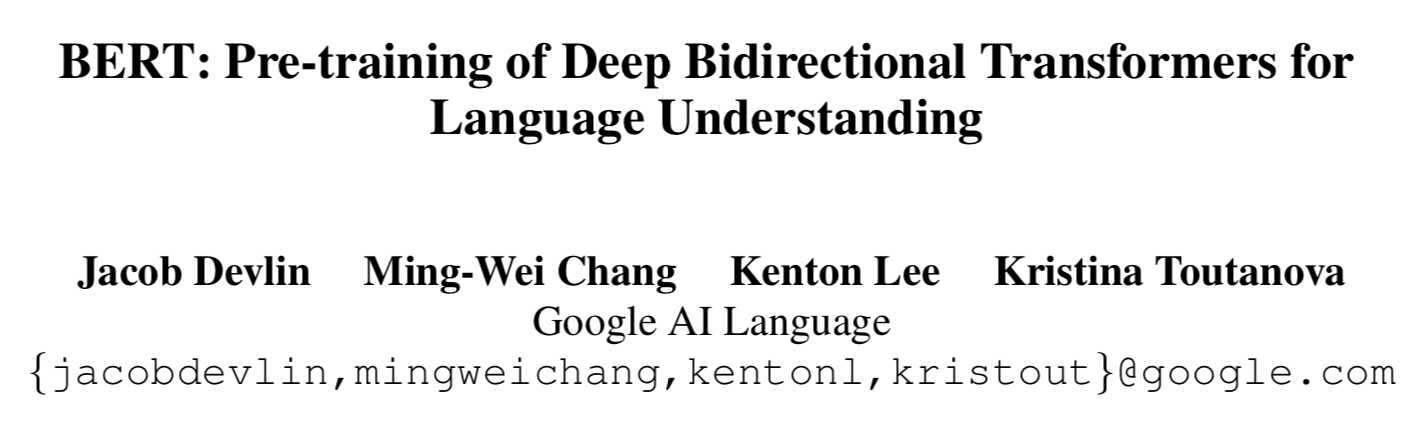 BERT: Pre-training of Deep Bidirectional Transformers for
Language Understanding
Jacob Devlin Ming-Wei Chang Kenton Lee Kristina Toutanova
Google AI Language
{jacobdevlin,mingweichang,kentonl,kristout}@google.com